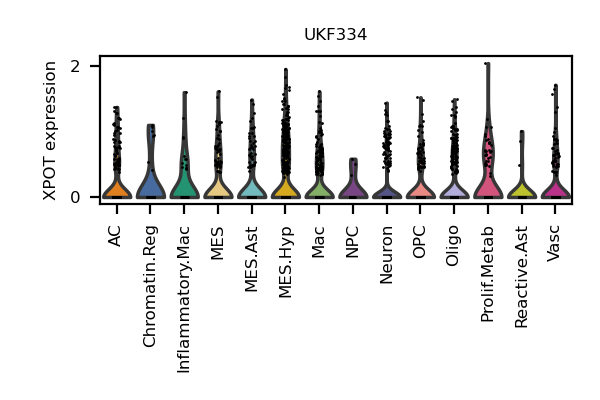 UKF334
XPOT expression
2
0
AC
Chromatin.Reg
Inflammatory.Mac
MES
MES.Ast
MES.Hyp
Mac
NPC
Neuron
OPC
Oligo
Prolif.Metab
Reactive.Ast
Vasc